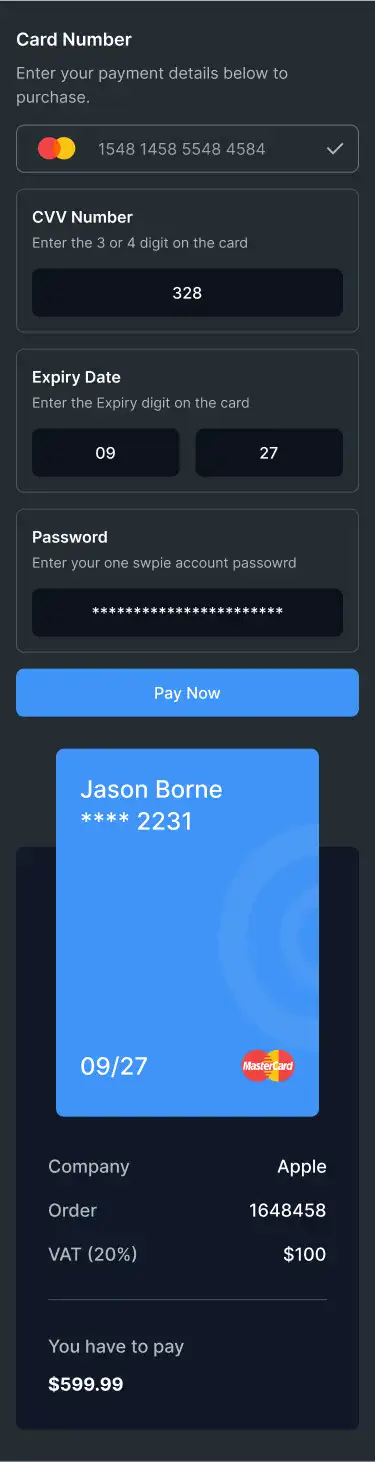 Card Number
Enter your payment details below to
purchase.
1548 1458 5548 4584
CVV Number
Enter the 3 or 4 digit on the card
328
Expiry Date
Enter the Expiry digit on the card
09 27
Password
Enter your one swpie account passowrd
***********************
Pay Now
Jason Borne
**** 2231
09/27 MasterCard
Company Apple
Order 1648458
VAT (20%) $100
You have to pay
$599.99